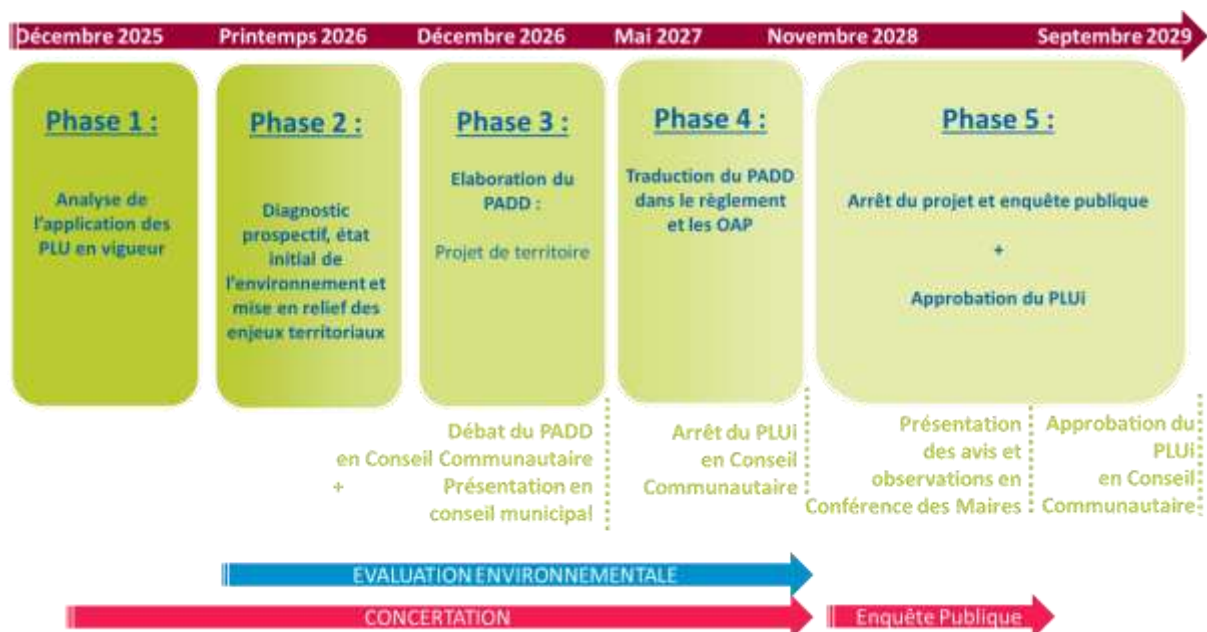 Décembre 2025 Printemps 2026 Décembre 2026 Mai 2027 Novembre 2028 Septembre 2029
Phase 1 :
Analyse de
l'application des
PLU en vigueur
Phase 2 :
Diagnostic
prospectif, état
initial de
l'environnement et
mise en relief des
enjeux territoriaux
Phase 3 :
Elaboration du
PADD :
Projet de territoire
Phase 4 :
Traduction du PADD
dans le règlement
et les OAP
Phase 5 :
Arrêt du projet et enquête publique
+
Approbation du PLUi
Débat du PADD
en Conseil Communautaire
+ Présentation en
conseil municipal
Arrêt du PLUi
en Conseil
Communautaire
Présentation
des avis et
observations en
Conférence des Maires
Approbation du
PLUi
en Conseil
Communautaire
EVALUATION ENVIRONNEMENTALE
CONCERTATION
Enquête Publique